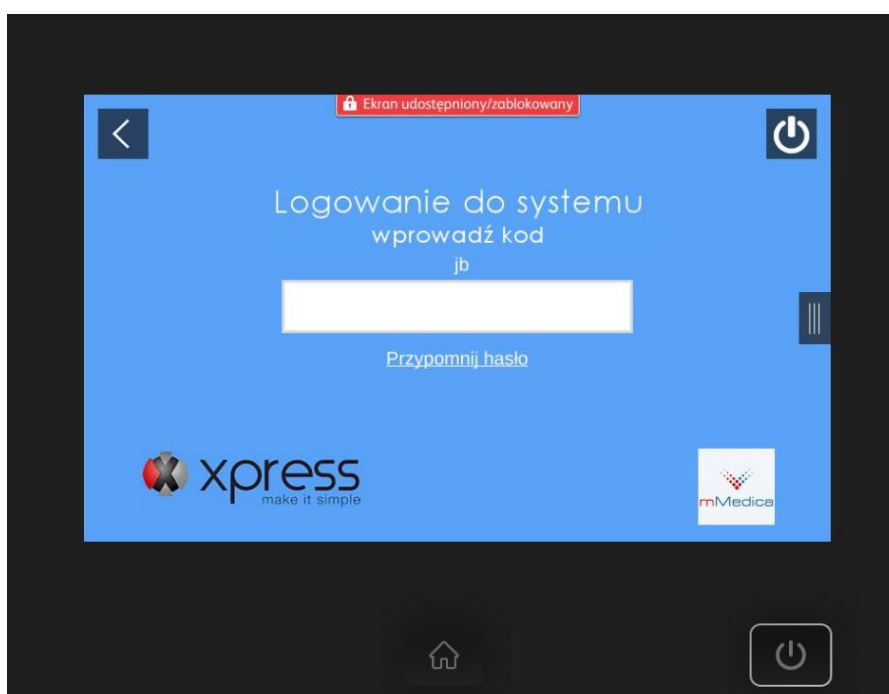 Ekran udostępniony/zablokowany
Logowanie do systemu
wprowadź kod
jb
Przypomnij hasło
xpress
make it simple
mMedica